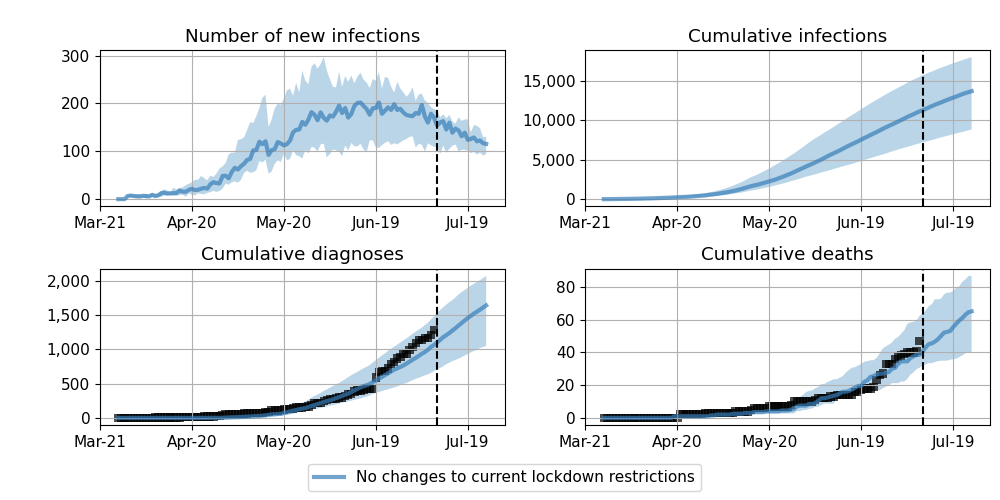 Number of new infections
300
200
100
0
Mar-21 Apr-20 May-20 Jun-19 Jul-19
Cumulative infections
15,000
10,000
5,000
0
Mar-21 Apr-20 May-20 Jun-19 Jul-19
Cumulative diagnoses
2,000
1,500
1,000
500
0
Mar-21 Apr-20 May-20 Jun-19 Jul-19
Cumulative deaths
80
60
40
20
0
Mar-21 Apr-20 May-20 Jun-19 Jul-19
No changes to current lockdown restrictions